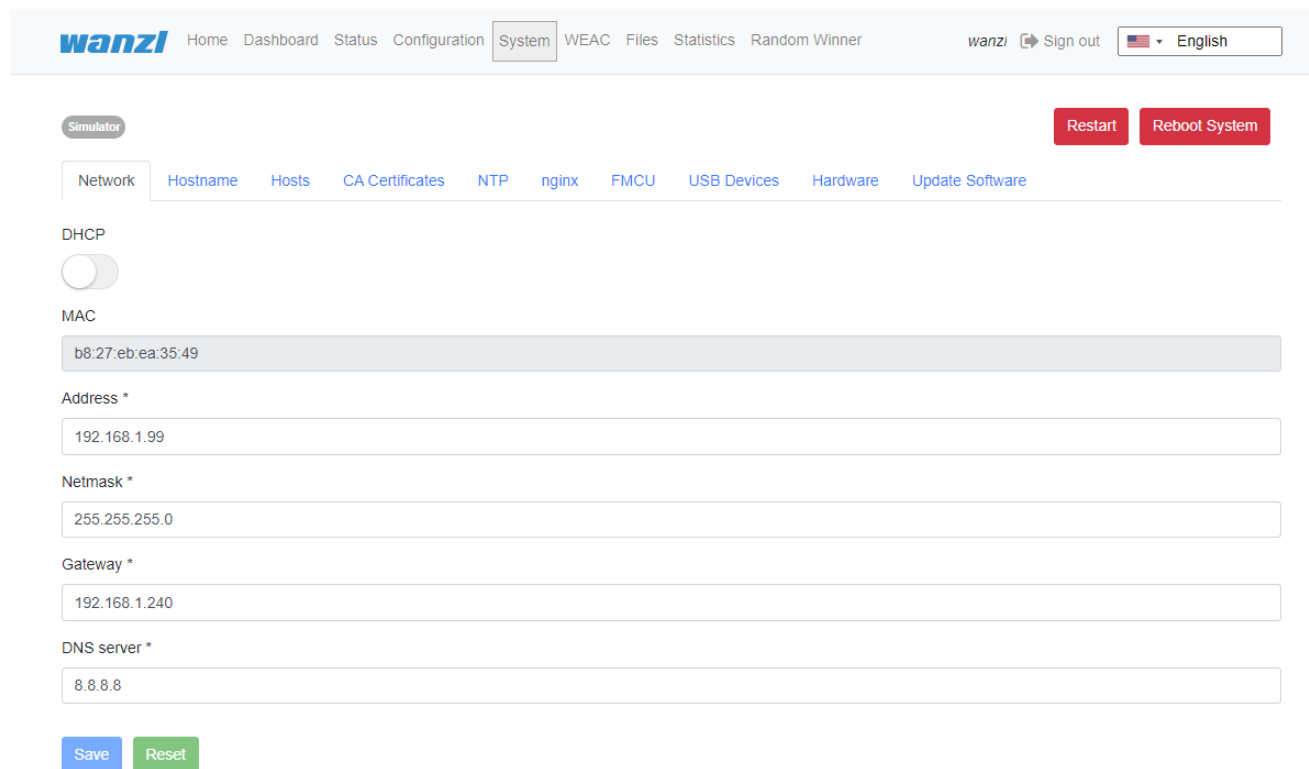 wanzl Home Dashboard Status Configuration System WEAC Files Statistics Random Winner wanzl Sign out English
Simulator Restart Reboot System
Network Hostname Hosts CA Certificates NTP nginx FMCU USB Devices Hardware Update Software
DHCP
MAC
b8:27:eb:ea:35:49
Address *
192.168.1.99
Netmask *
255.255.255.0
Gateway *
192.168.1.240
DNS server *
8.8.8.8
Save Reset